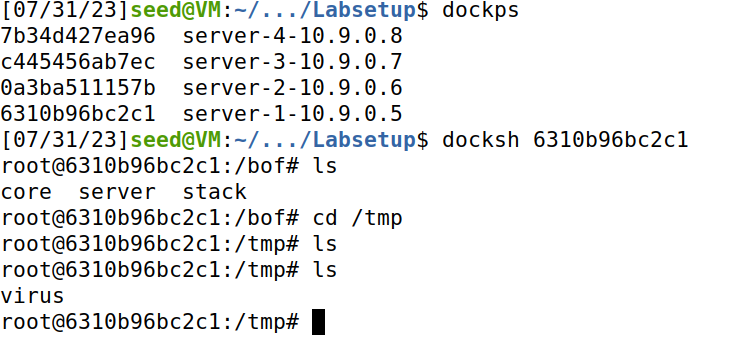 [07/31/23]seed@VM:~/.../Labsetup$ dockps
7b34d427ea96  server-4-10.9.0.8
c445456ab7ec  server-3-10.9.0.7
0a3ba511157b  server-2-10.9.0.6
6310b96bc2c1  server-1-10.9.0.5
[07/31/23]seed@VM:~/.../Labsetup$ docksh 6310b96bc2c1
root@6310b96bc2c1:/bof# ls
core  server  stack
root@6310b96bc2c1:/bof# cd /tmp
root@6310b96bc2c1:/tmp# ls
root@6310b96bc2c1:/tmp# ls
virus
root@6310b96bc2c1:/tmp#